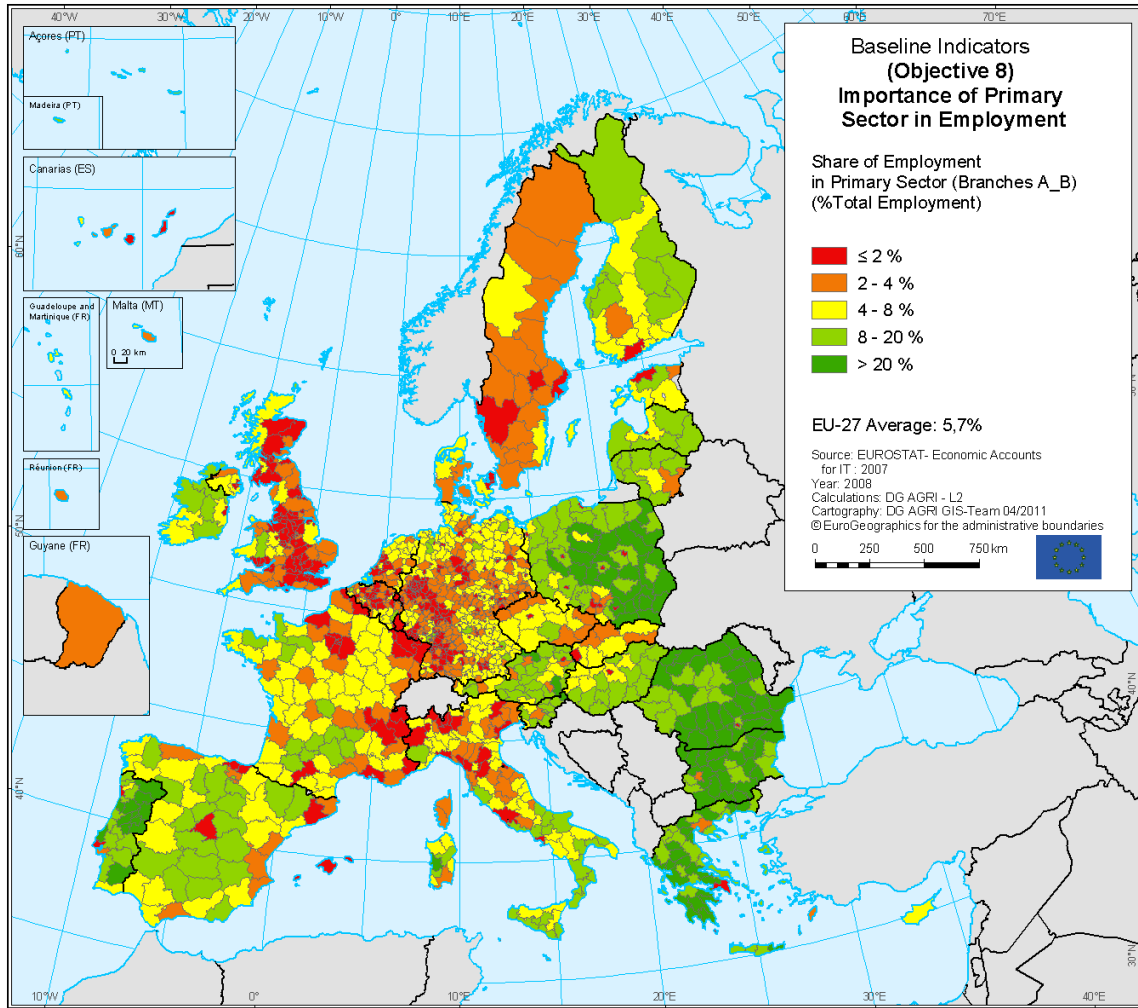 40°W
30°W
20°W
10°W
0°
10°E
20°E
30°E
40°E
50°E
60°E
70°E
Açores (PT)
Madeira (PT)
Canarias (ES)
Guadeloupe and
Martinique (FR)
Malta (MT)
0 20 km
Réunion (FR)
Guyane (FR)
60°N
50°N
40°N
Baseline Indicators
(Objective 8)
Importance of Primary
Sector in Employment
Share of Employment
in Primary Sector (Branches A_B)
(%Total Employment)
≤ 2 %
2 - 4 %
4 - 8 %
8 - 20 %
> 20 %
EU-27 Average: 5,7%
Source: EUROSTAT- Economic Accounts
for IT : 2007
Year: 2008
Calculations: DG AGRI - L2
Cartography: DG AGRI GIS-Team 04/2011
© EuroGeographics for the administrative boundaries
0 250 500 750 km
40°N
30°N
10°W
0°
10°E
20°E
30°E
40°E